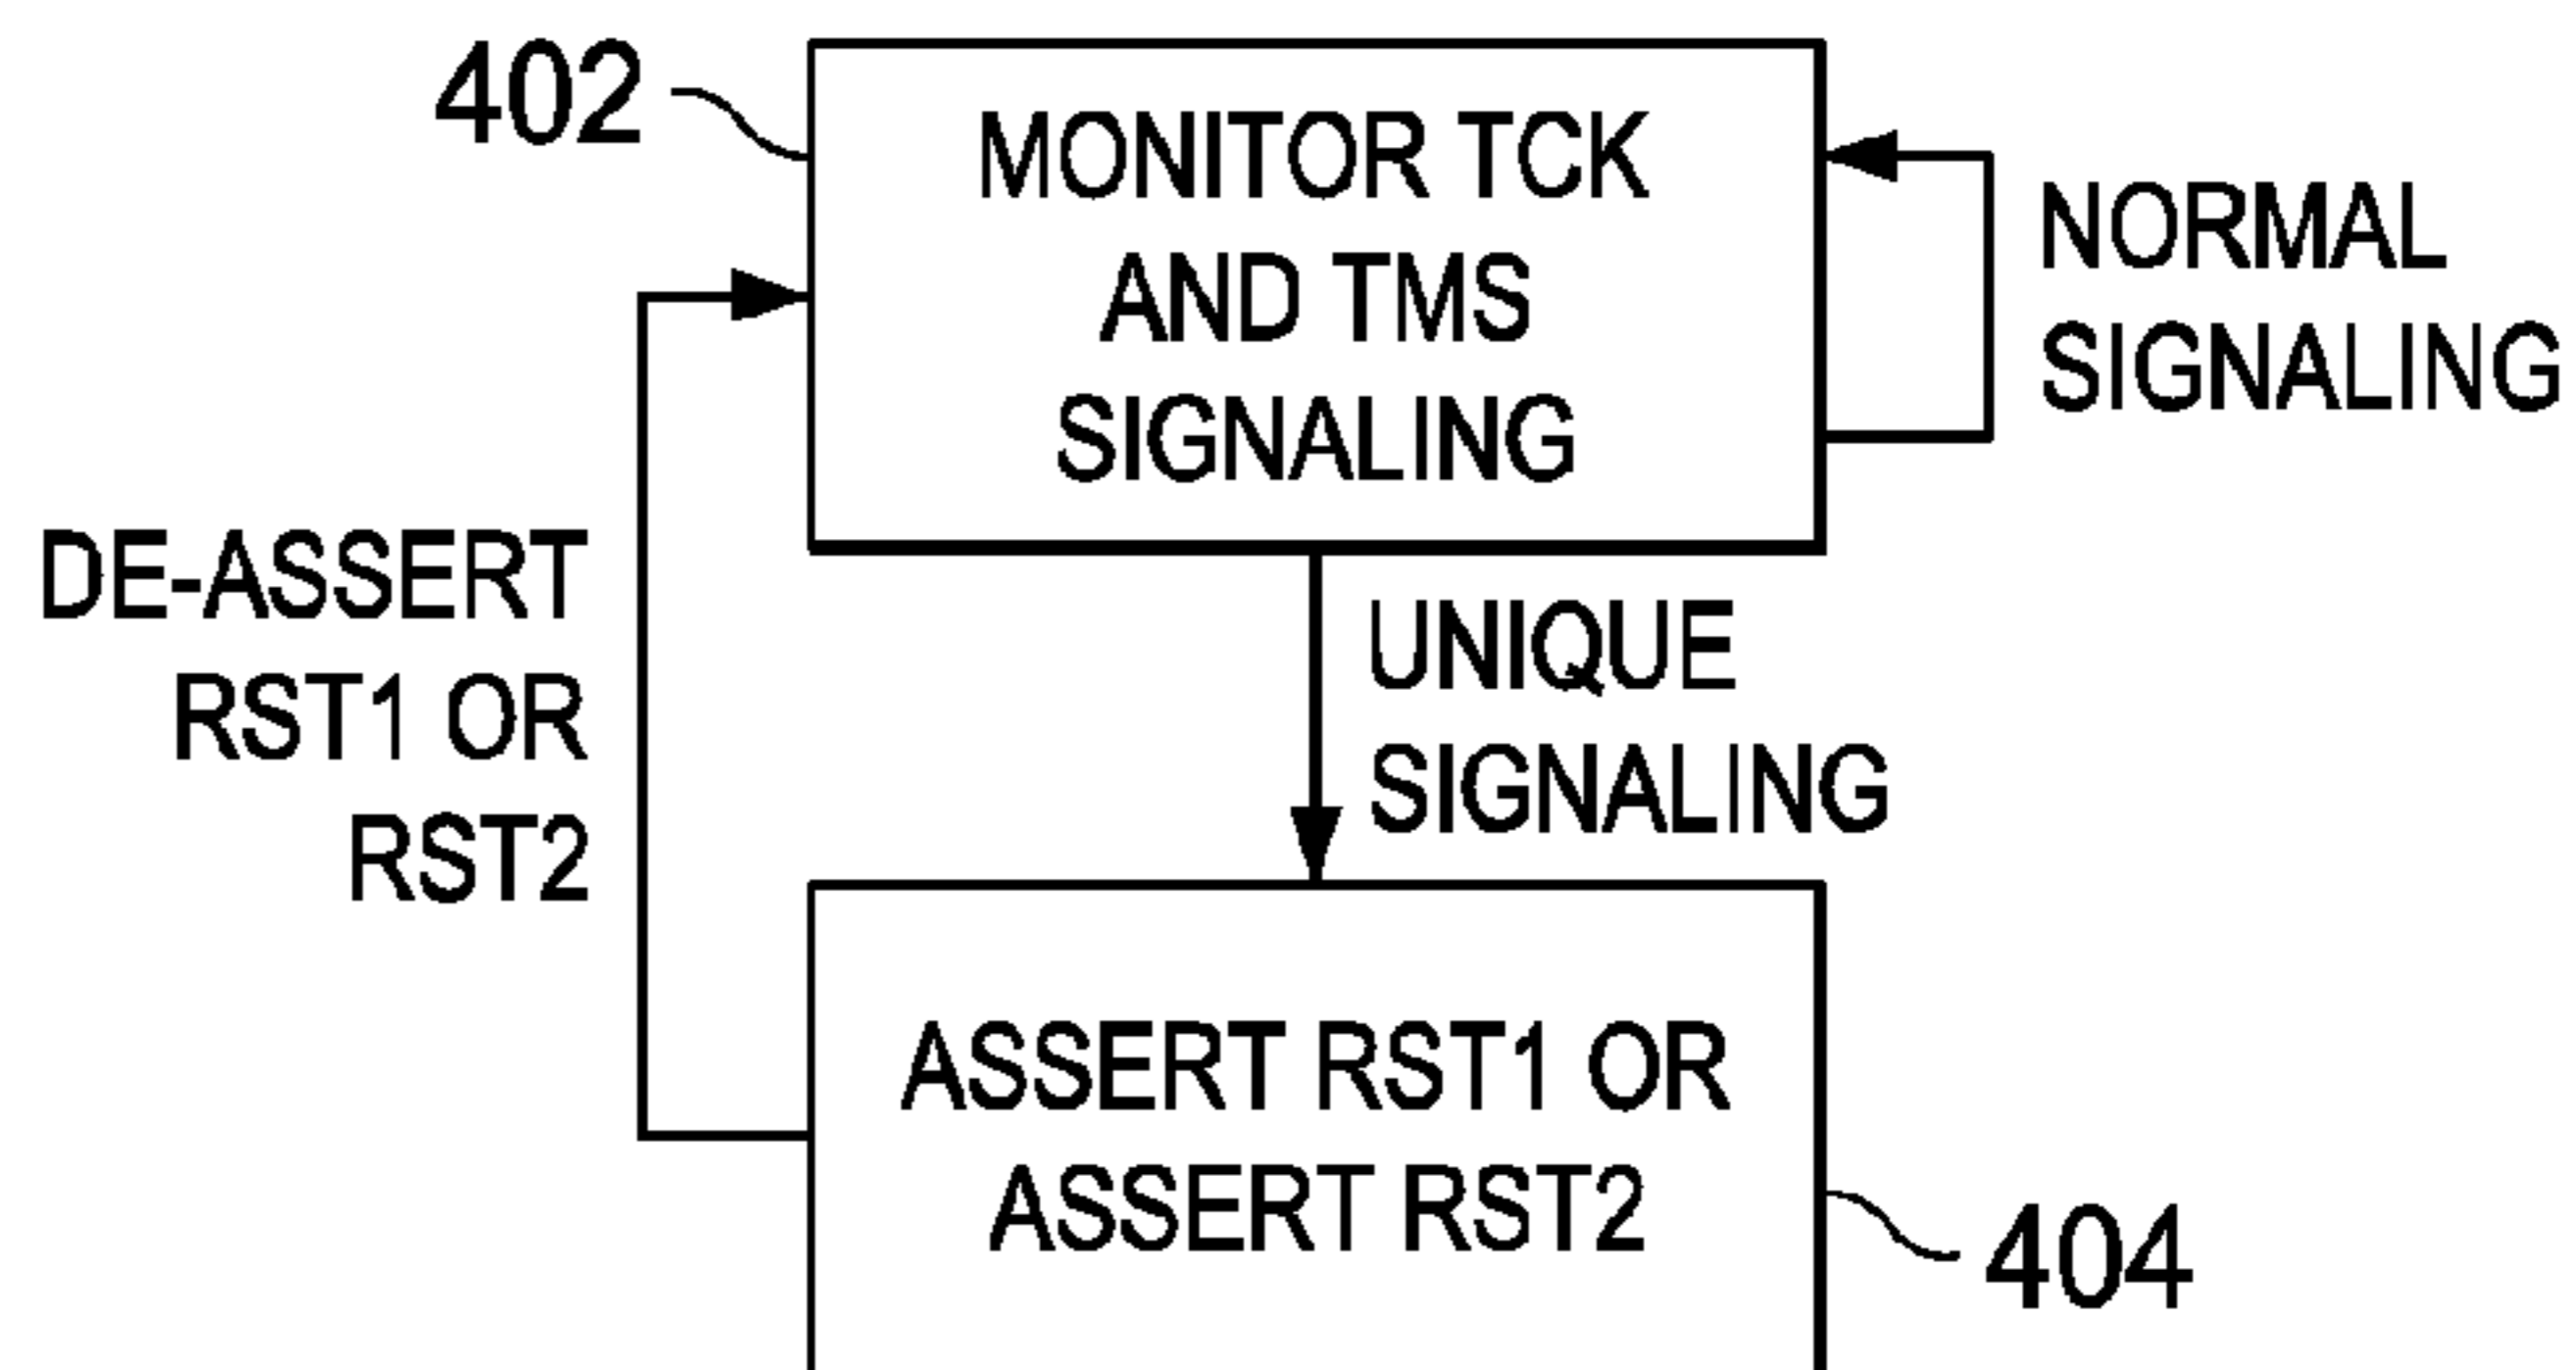 402
MONITOR TCK
AND TMS
SIGNALING
NORMAL
SIGNALING
DE-ASSERT
RST1 OR
RST2
UNIQUE
SIGNALING
ASSERT RST1 OR
ASSERT RST2
404